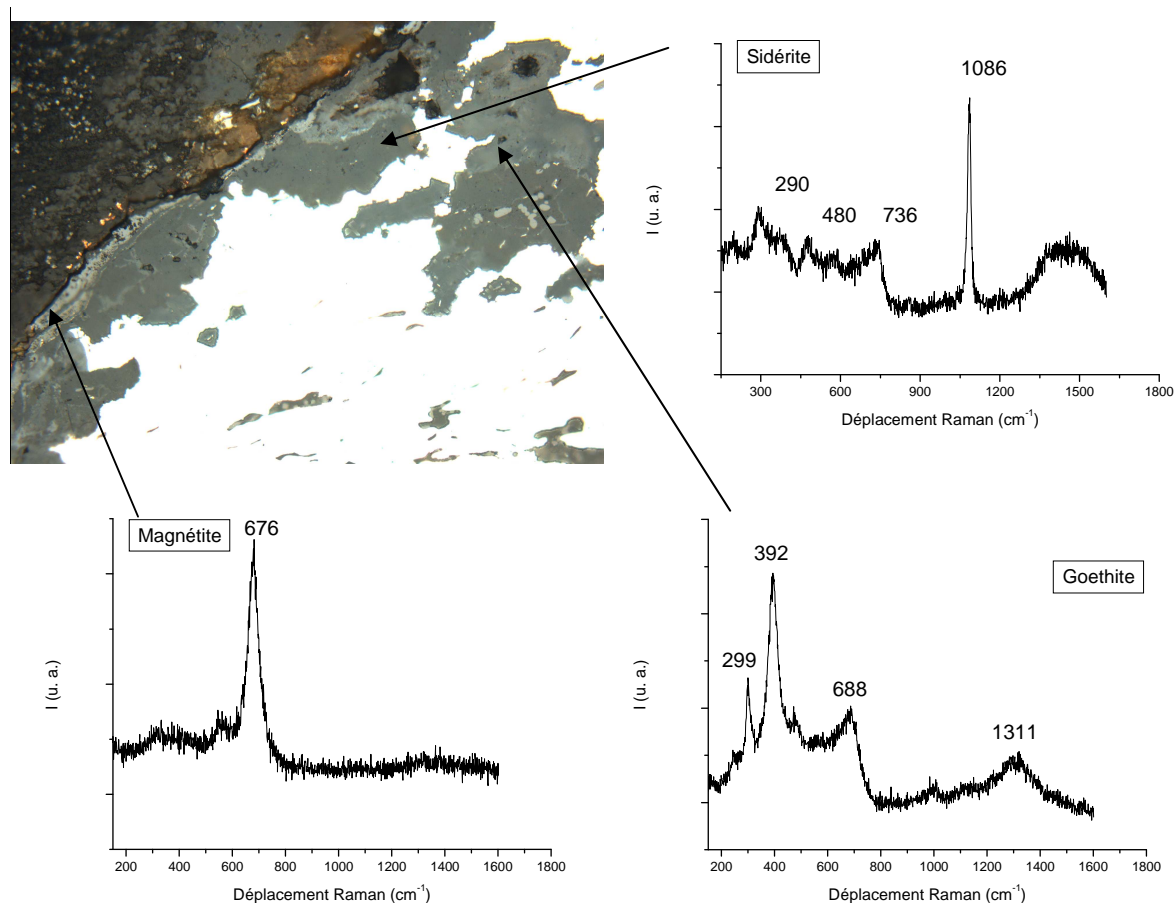 Sidérite
1086
290
480
736
I (u. a.)
300 600 900 1200 1500 1800
Déplacement Raman (cm⁻¹)
Magnétite
676
I (u. a.)
200 400 600 800 1000 1200 1400 1600 1800
Déplacement Raman (cm⁻¹)
392
Goethite
299
688
1311
I (u. a.)
200 400 600 800 1000 1200 1400 1600 1800
Déplacement Raman (cm⁻¹)